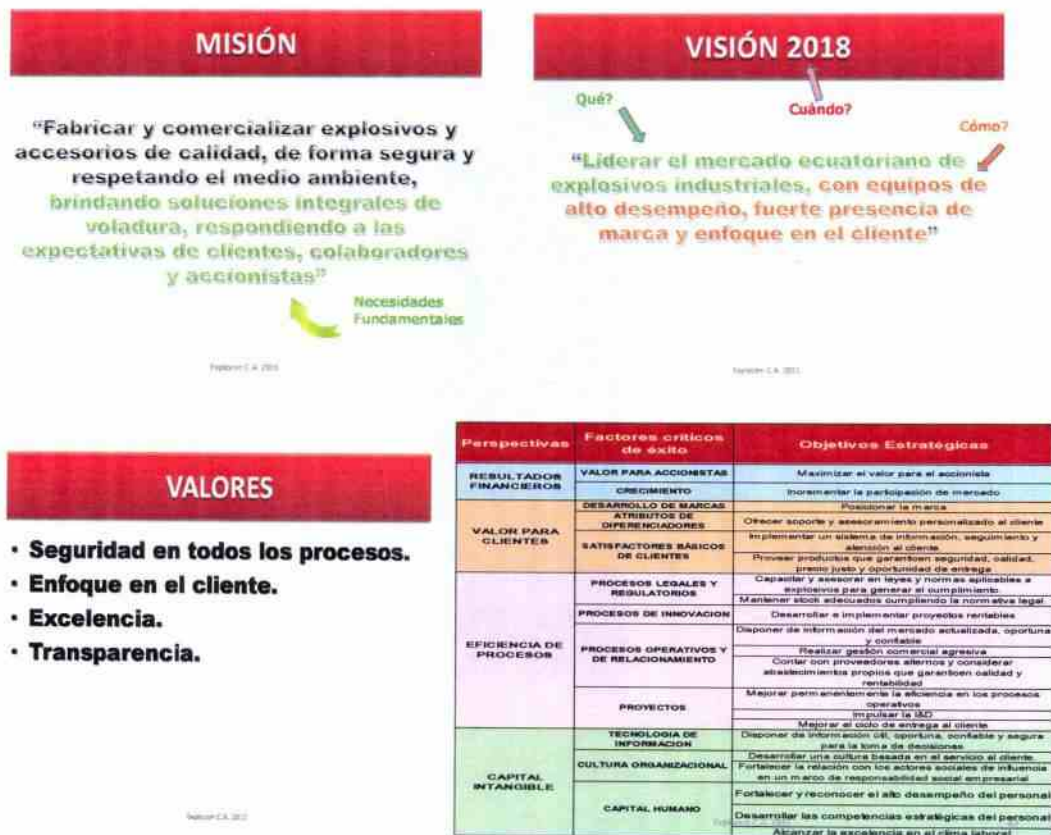 MISIÓN
“Fabricar y comercializar explosivos y
accesorios de calidad, de forma segura y
respetando el medio ambiente,
brindando soluciones integrales de
voladura, respondiendo a las
expectativas de clientes, colaboradores
y accionistas”
Necesidades
Fundamentales
VISIÓN 2018
Qué?
Cuándo?
Cómo?
“Liderar el mercado ecuatoriano de
explosivos industriales, con equipos de
alto desempeño, fuerte presencia de
marca y enfoque en el cliente”
VALORES
• Seguridad en todos los procesos.
• Enfoque en el cliente.
• Excelencia.
• Transparencia.
Perspectivas
Factores críticos
de éxito
Objetivos Estratégicas
RESULTADOS
FINANCIEROS
VALOR PARA ACCIONISTAS
Maximizar el valor para el accionista
CRECIMIENTO
Incrementar la participación de mercado
VALOR PARA
CLIENTES
DESARROLLO DE MARCAS
Posicionar la marca
ATRIBUTOS DE
DIFERENCIADORES
Ofrecer soporte y asesoramiento personalizado al cliente
SATISFACTORES BÁSICOS
DE CLIENTES
Implementar un sistema de información, seguimiento y
atención al cliente.
Proveer productos que garanticen seguridad, calidad,
precio justo y oportunidad de entrega
EFICIENCIA DE
PROCESOS
PROCESOS LEGALES Y
REGULATORIOS
Capacitar y asesorar en leyes y normas aplicables a
explosivos para generar el cumplimiento.
Mantener stock adecuados cumpliendo la normativa legal.
PROCESOS DE INNOVACION
Desarrollar e implementar proyectos rentables
PROCESOS OPERATIVOS Y
DE RELACIONAMIENTO
Disponer de información del mercado actualizada, oportuna
y confiable
Realizar gestión comercial agresiva
Contar con proveedores alternos y considerar
abastecimientos propios que garanticen calidad y
rentabilidad
PROYECTOS
Mejorar permanentemente la eficiencia en los procesos
operativos
Impulsar la I&D
Mejorar el ciclo de entrega al cliente
CAPITAL
INTANGIBLE
TECNOLOGIA DE
INFORMACION
Disponer de información útil, oportuna, confiable y segura
para la toma de decisiones
CULTURA ORGANIZACIONAL
Desarrollar una cultura basada en el servicio al cliente.
Fortalecer la relación con los actores sociales de influencia
en un marco de responsabilidad social empresarial
CAPITAL HUMANO
Fortalecer y reconocer el alto desempeño del personal
Desarrollar las competencias estratégicas del personal
Alcanzar la excelencia en el clima laboral